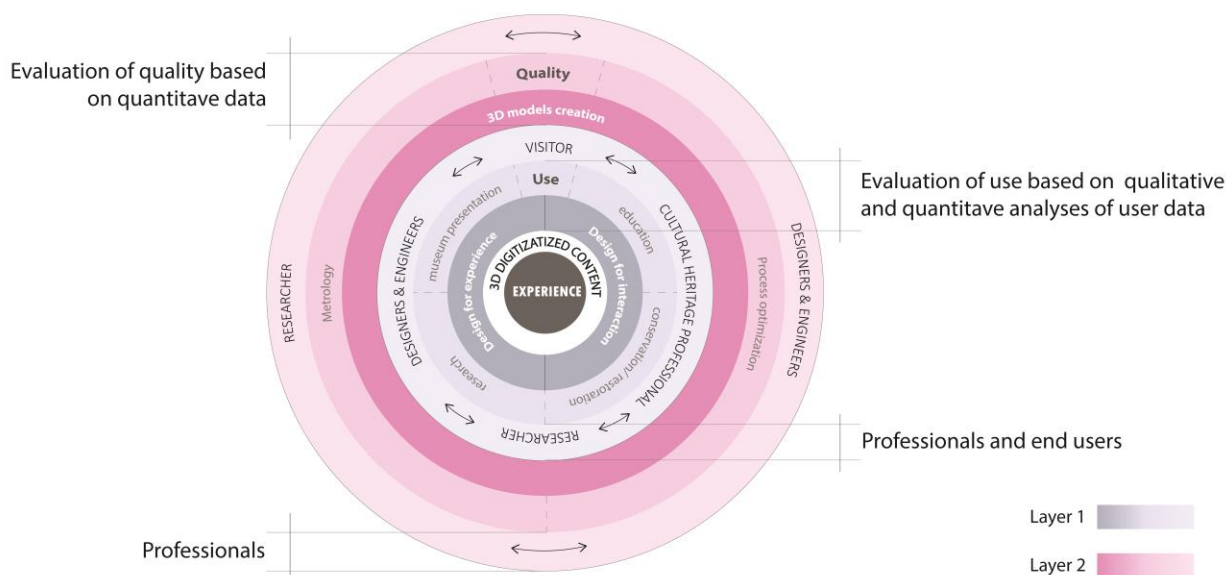 Evaluation of quality based
on quantitave data
Quality
3D models creation
VISITOR
Use
museum presentation
education
Evaluation of use based on qualitative
and quantitave analyses of user data
RESEARCHER
Metrology
DESIGNERS & ENGINEERS
Design for experience
3D DIGITIZATIZED CONTENT
EXPERIENCE
Design for interaction
CULTURAL HERITAGE PROFESSIONAL
Process optimization
DESIGNERS & ENGINEERS
research
conservation/ restoration
RESEARCHER
Professionals and end users
Professionals
Layer 1
Layer 2